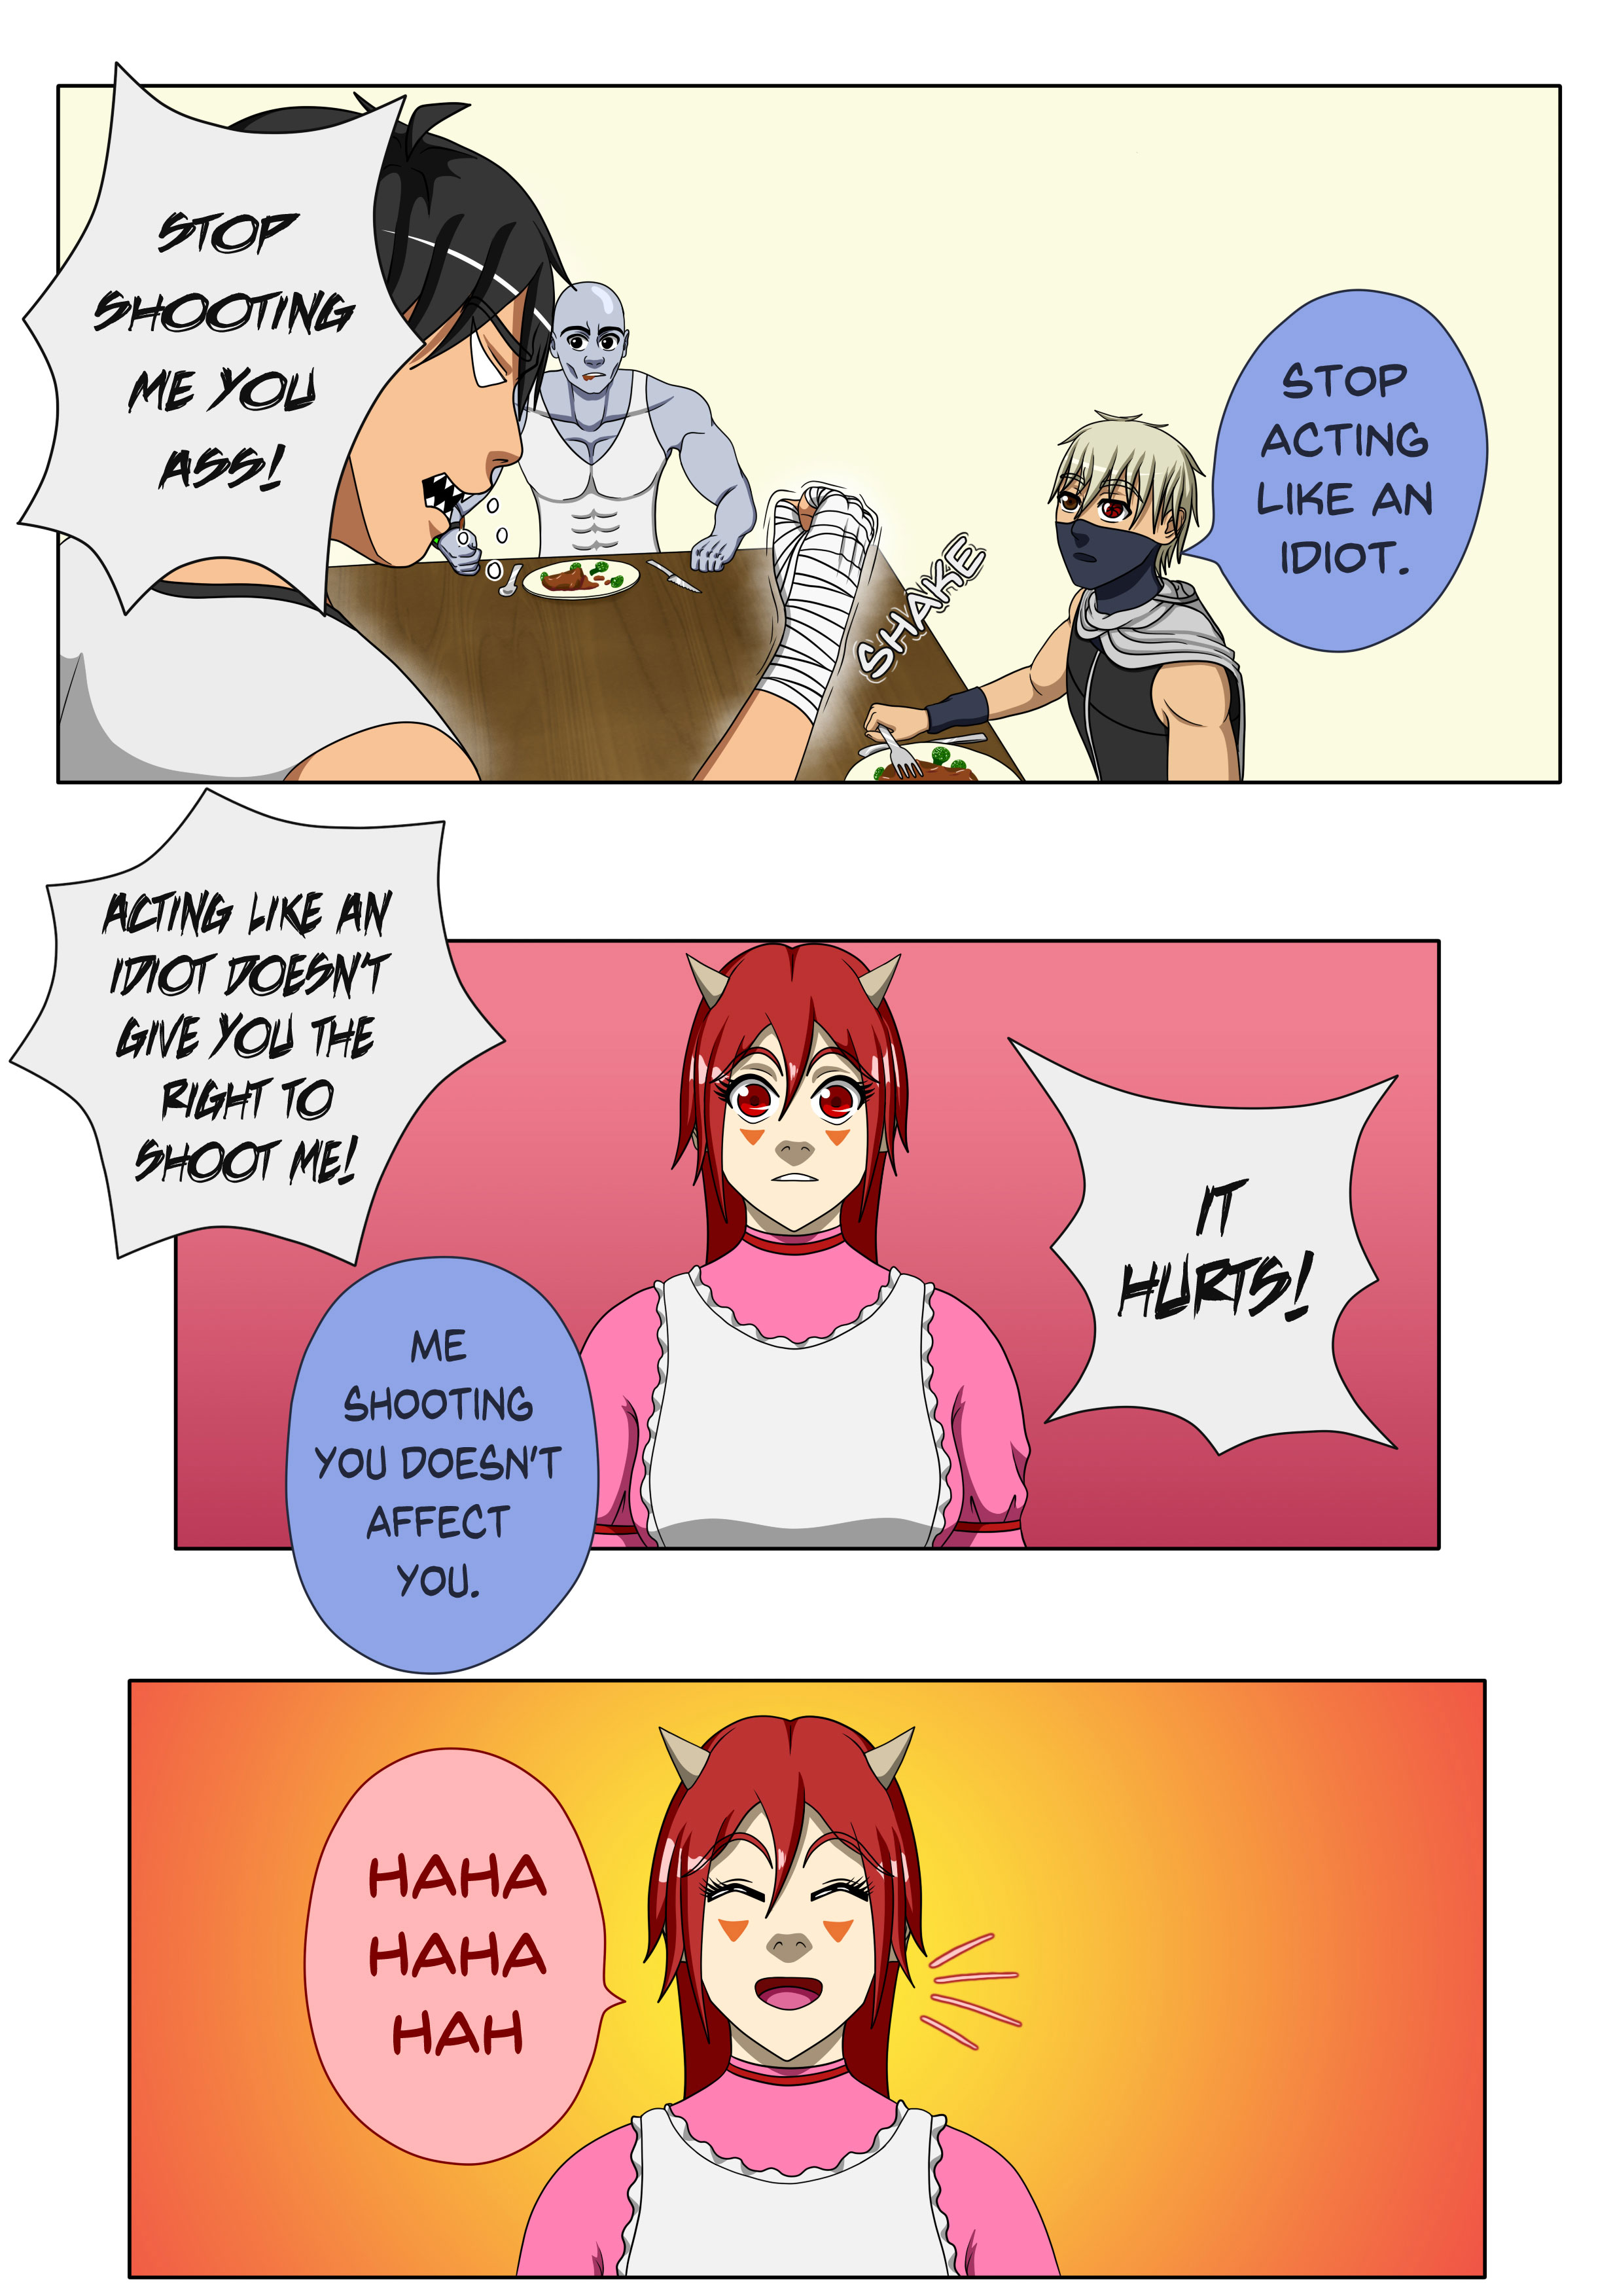 STOP
SHOOTING
ME YOU
ASS!
STOP
ACTING
LIKE AN
IDIOT.
SHAKE
ACTING LIKE AN
IDIOT DOESN'T
GIVE YOU THE
RIGHT TO
SHOOT ME!
IT
HURTS!
ME
SHOOTING
YOU DOESN'T
AFFECT
YOU.
HAHA
HAHA
HAH